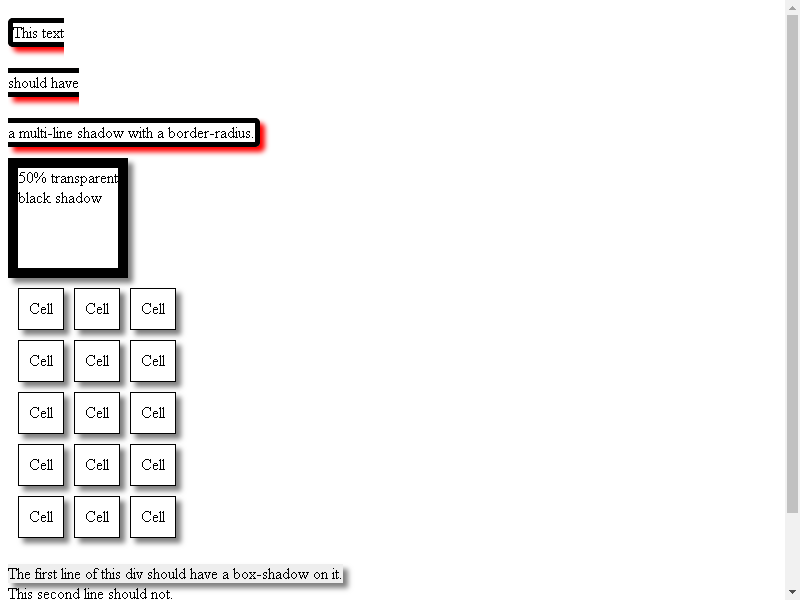 This text
should have
a multi-line shadow with a border-radius.
50% transparent
black shadow
Cell Cell Cell
Cell Cell Cell
Cell Cell Cell
Cell Cell Cell
Cell Cell Cell
The first line of this div should have a box-shadow on it.
This second line should not.